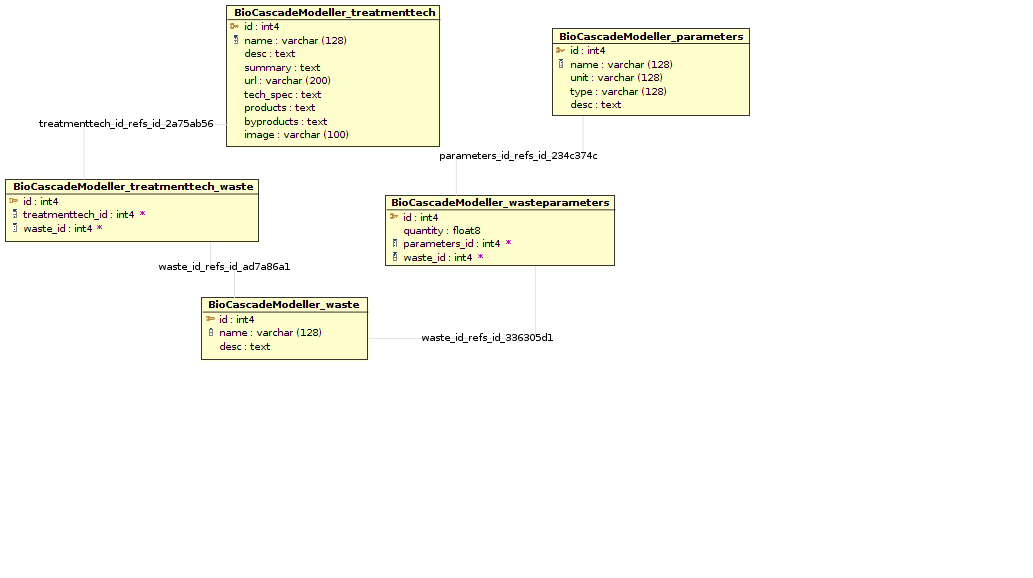 BioCascadeModeller_treatmenttech
id : int4
name : varchar (128)
desc : text
summary : text
url : varchar (200)
tech_spec : text
products : text
byproducts : text
image : varchar (100)
BioCascadeModeller_parameters
id : int4
name : varchar (128)
unit : varchar (128)
type : varchar (128)
desc : text
treatmenttech_id_refs_id_2a75ab56
parameters_id_refs_id_234c374c
BioCascadeModeller_treatmenttech_waste
id : int4
treatmenttech_id : int4 *
waste_id : int4 *
BioCascadeModeller_wasteparameters
id : int4
quantity : float8
parameters_id : int4 *
waste_id : int4 *
waste_id_refs_id_ad7a86a1
BioCascadeModeller_waste
id : int4
name : varchar (128)
desc : text
waste_id_refs_id_336305d1